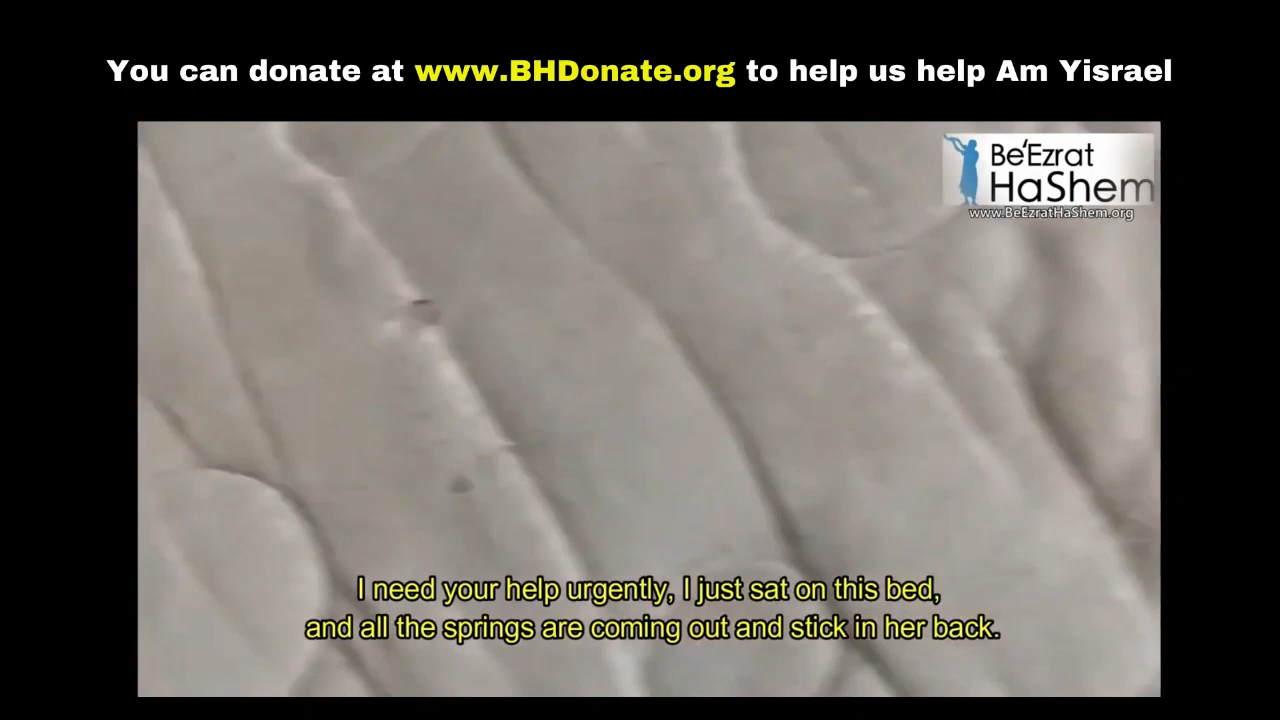 You can donate at www.BHDonate.org to help us help Am Yisrael
Be'Ezrat
HaShem
www.BeEzratHaShem.org
I need your help urgently, I just sat on this bed,
and all the springs are coming out and stick in her back.